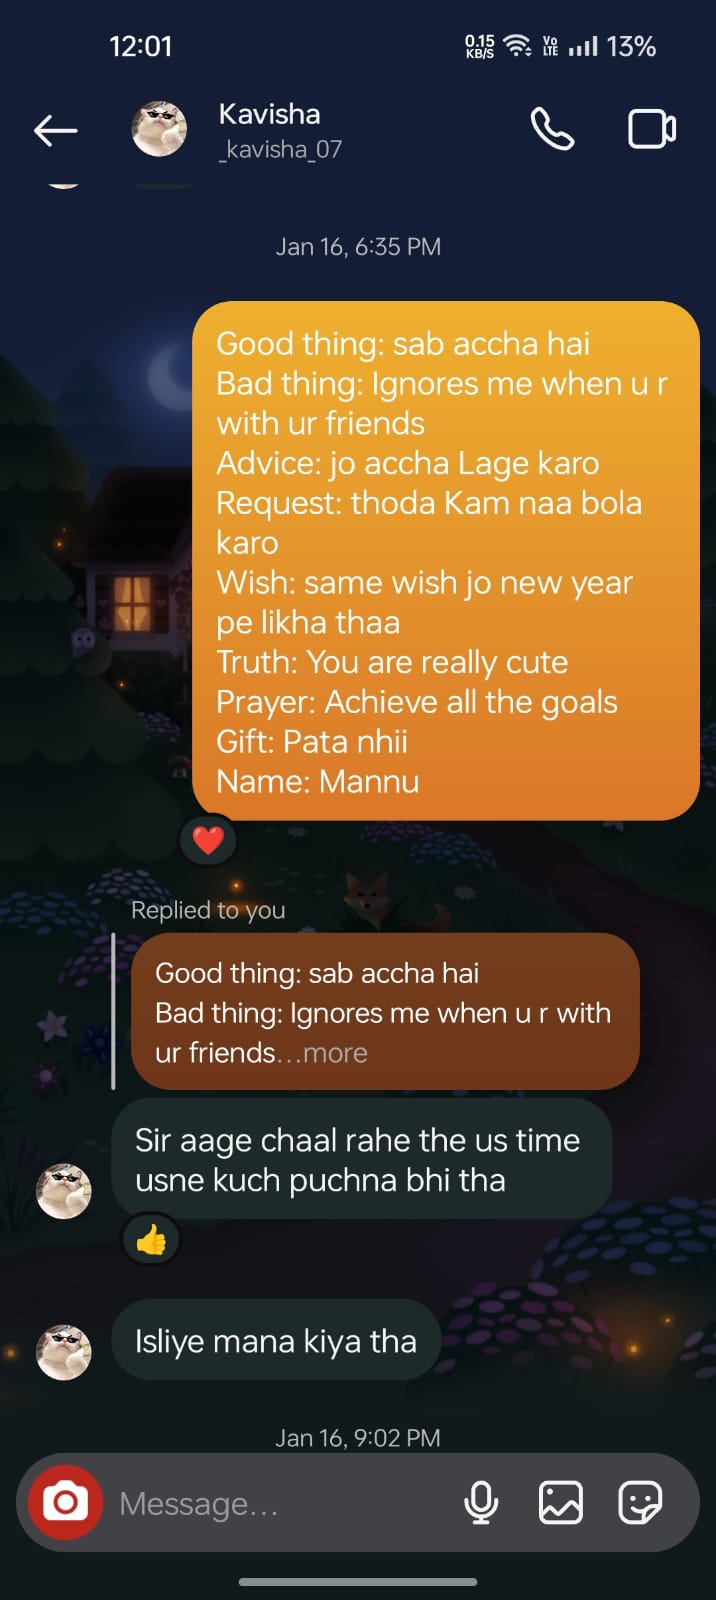 12:01
0.15 KB/S Vo LTE 13%
Kavisha
_kavisha_07
Jan 16, 6:35 PM
Good thing: sab accha hai
Bad thing: Ignores me when u r
with ur friends
Advice: jo accha Lage karo
Request: thoda Kam naa bola
karo
Wish: same wish jo new year
pe likha thaa
Truth: You are really cute
Prayer: Achieve all the goals
Gift: Pata nhii
Name: Mannu
Replied to you
Good thing: sab accha hai
Bad thing: Ignores me when u r with
ur friends...more
Sir aage chaal rahe the us time
usne kuch puchna bhi tha
Isliye mana kiya tha
Jan 16, 9:02 PM
Message...